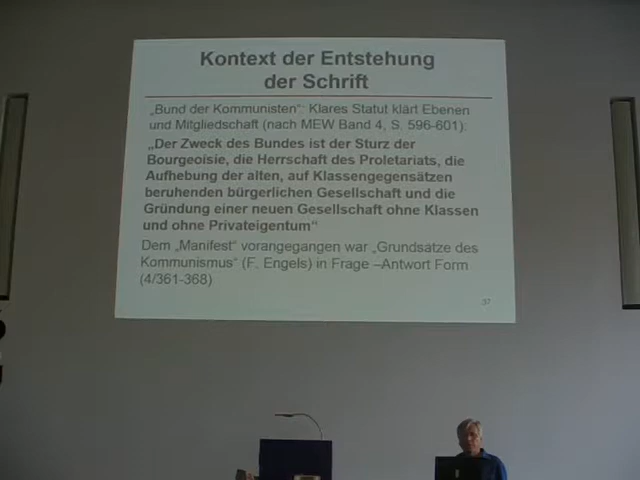 Kontext der Entstehung
der Schrift
„Bund der Kommunisten“: Klares Statut klärt Ebenen
und Mitgliedschaft (nach MEW Band 4, S. 596-601):
„Der Zweck des Bundes ist der Sturz der
Bourgeoisie, die Herrschaft des Proletariats, die
Aufhebung der alten, auf Klassengegensätzen
beruhenden bürgerlichen Gesellschaft und die
Gründung einer neuen Gesellschaft ohne Klassen
und ohne Privateigentum“
Dem „Manifest“ vorangegangen war „Grundsätze des
Kommunismus“ (F. Engels) in Frage –Antwort Form
(4/361-368)
37